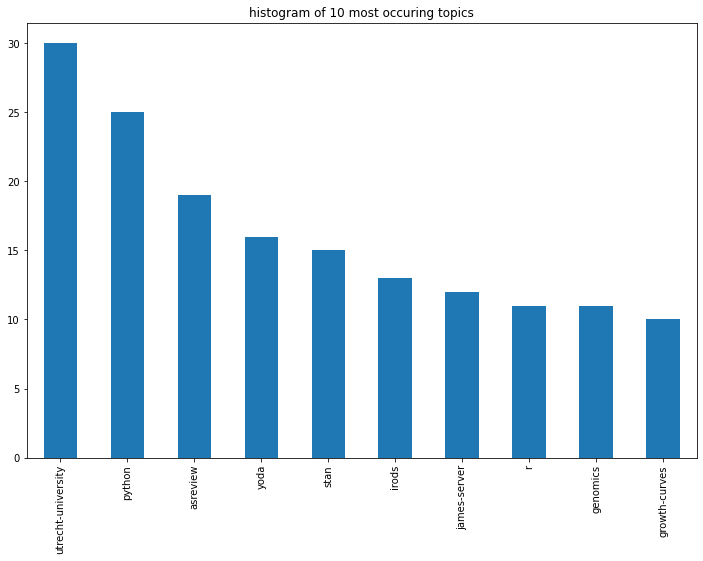 histogram of 10 most occuring topics
30
25
20
15
10
5
0
utrecht-university
python
asreview
yoda
stan
irods
james-server
r
genomics
growth-curves